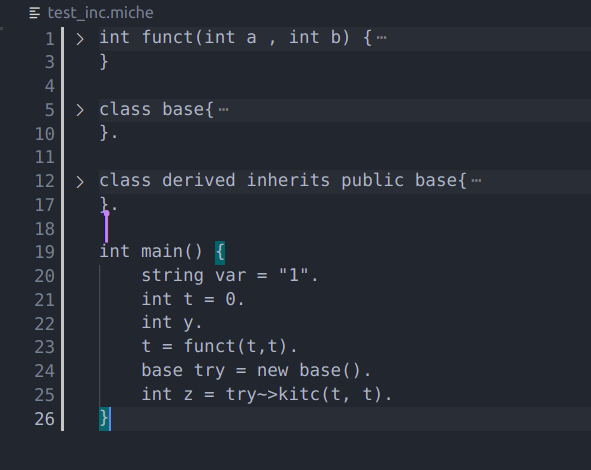 test_inc.miche
1 int funct(int a , int b) {…
3 }
4
5 class base{…
10 }.
11
12 class derived inherits public base{…
17 }.
18
19 int main() {
20 string var = "1".
21 int t = 0.
22 int y.
23 t = funct(t,t).
24 base try = new base().
25 int z = try~>kitc(t, t).
26 }